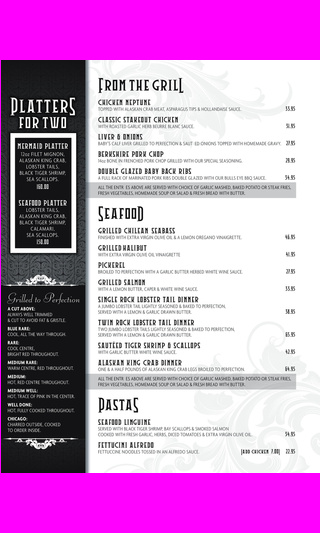 PLATTERS
FOR TWO
MERMAID PLATTER
12oz FILET MIGNON,
ALASKAN KING CRAB,
LOBSTER TAILS,
BLACK TIGER SHRIMP,
SEA SCALLOPS.
160.00
SEAFOOD PLATTER
LOBSTER TAILS,
ALASKAN KING CRAB,
BLACK TIGER SHRIMP,
CALAMARI,
SEA SCALLOPS.
150.00
Grilled to Perfection
A CUT ABOVE:
ALWAYS WELL TRIMMED
& CUT TO AVOID FAT & GRISTLE.
BLUE RARE:
COOL, ALL THE WAY THROUGH.
RARE:
COOL CENTRE,
BRIGHT RED THROUGHOUT.
MEDIUM RARE:
WARM CENTRE, RED THROUGHOUT.
MEDIUM:
HOT, RED CENTRE THROUGHOUT.
MEDIUM WELL:
HOT, TRACE OF PINK IN THE CENTER.
WELL DONE:
HOT, FULLY COOKED THROUGHOUT.
CHICAGO:
CHARRED OUTSIDE, COOKED
TO ORDER INSIDE.
FROM THE GRILL
CHICKEN NEPTUNE
TOPPED WITH ALASKAN CRAB MEAT, ASPARAGUS TIPS & HOLLANDAISE SAUCE. 33.95
CLASSIC STAKEOUT CHICKEN
WITH ROASTED GARLIC HERB BEURRE BLANC SAUCE. 31.95
LIVER & ONIONS
BABY'S CALF LIVER GRILLED TO PERFECTION & SAUTÉ ED ONIONS TOPPED WITH HOMEMADE GRAVY. 27.95
BERKSHIRE PORK CHOP
14oz BONE IN FRENCHED PORK CHOP GRILLED WITH OUR SPECIAL SEASONING. 28.95
DOUBLE GLAZED BABY BACK RIBS
A FULL RACK OF MARINATED PORK RIBS DOUBLE GLAZED WITH OUR BULLS EYE BBQ SAUCE. 34.95
ALL THE ENTR ES ABOVE ARE SERVED WITH CHOICE OF GARLIC MASHED, BAKED POTATO OR STEAK FRIES,
FRESH VEGETABLES, HOMEMADE SOUP OR SALAD & FRESH BREAD WITH BUTTER.
SEAFOOD
GRILLED CHILEAN SEABASS
FINISHED WITH EXTRA VIRGIN OLIVE OIL & A LEMON OREGANO VINAIGRETTE. 46.95
GRILLED HALIBUT
WITH EXTRA VIRGIN OLIVE OIL VINAIGRETTE. 41.95
PICKEREL
BROILED TO PERFECTION WITH A GARLIC BUTTER HERBED WHITE WINE SAUCE. 37.95
GRILLED SALMON
WITH A LEMON BUTTER, CAPER & WHITE WINE SAUCE. 33.95
SINGLE ROCK LOBSTER TAIL DINNER
A JUMBO LOBSTER TAIL LIGHTLY SEASONED & BAKED TO PERFECTION,
SERVED WITH A GARLIC UNDER DRAWN BUTTER. 38.95
TWIN ROCK LOBSTER TAIL DINNER
TWO JUMBO LOBSTER TAILS LIGHTLY SEASONED & BAKED TO PERFECTION,
SERVED WITH A GARLIC UNDER DRAWN BUTTER. 65.95
SAUTÉED TIGER SHRIMP & SCALLOPS
WITH GARLIC BUTTER WHITE WINE SAUCE. 42.95
ALASKAN KING CRAB DINNER
ONE & A HALF POUNDS OF ALASKAN KING CRAB LEGS BROILED TO PERFECTION. 64.95
ALL THE ENTR ES ABOVE ARE SERVED WITH CHOICE OF GARLIC MASHED, BAKED POTATO OR STEAK FRIES,
FRESH VEGETABLES, HOMEMADE SOUP OR SALAD & FRESH BREAD WITH BUTTER.
PASTAS
SEAFOOD LINGUINE
SERVED WITH BLACK TIGER SHRIMP, BAY SCALLOPS & SMOKED SALMON
COOKED WITH FRESH GARLIC, HERBS, DICED TOMATOES & EXTRA VIRGIN OLIVE OIL. 34.95
FETTUCINI ALFREDO
FETTUCCINE NOODLES TOSSED IN AN ALFREDO SAUCE. [ADD CHICKEN 7.00] 22.95